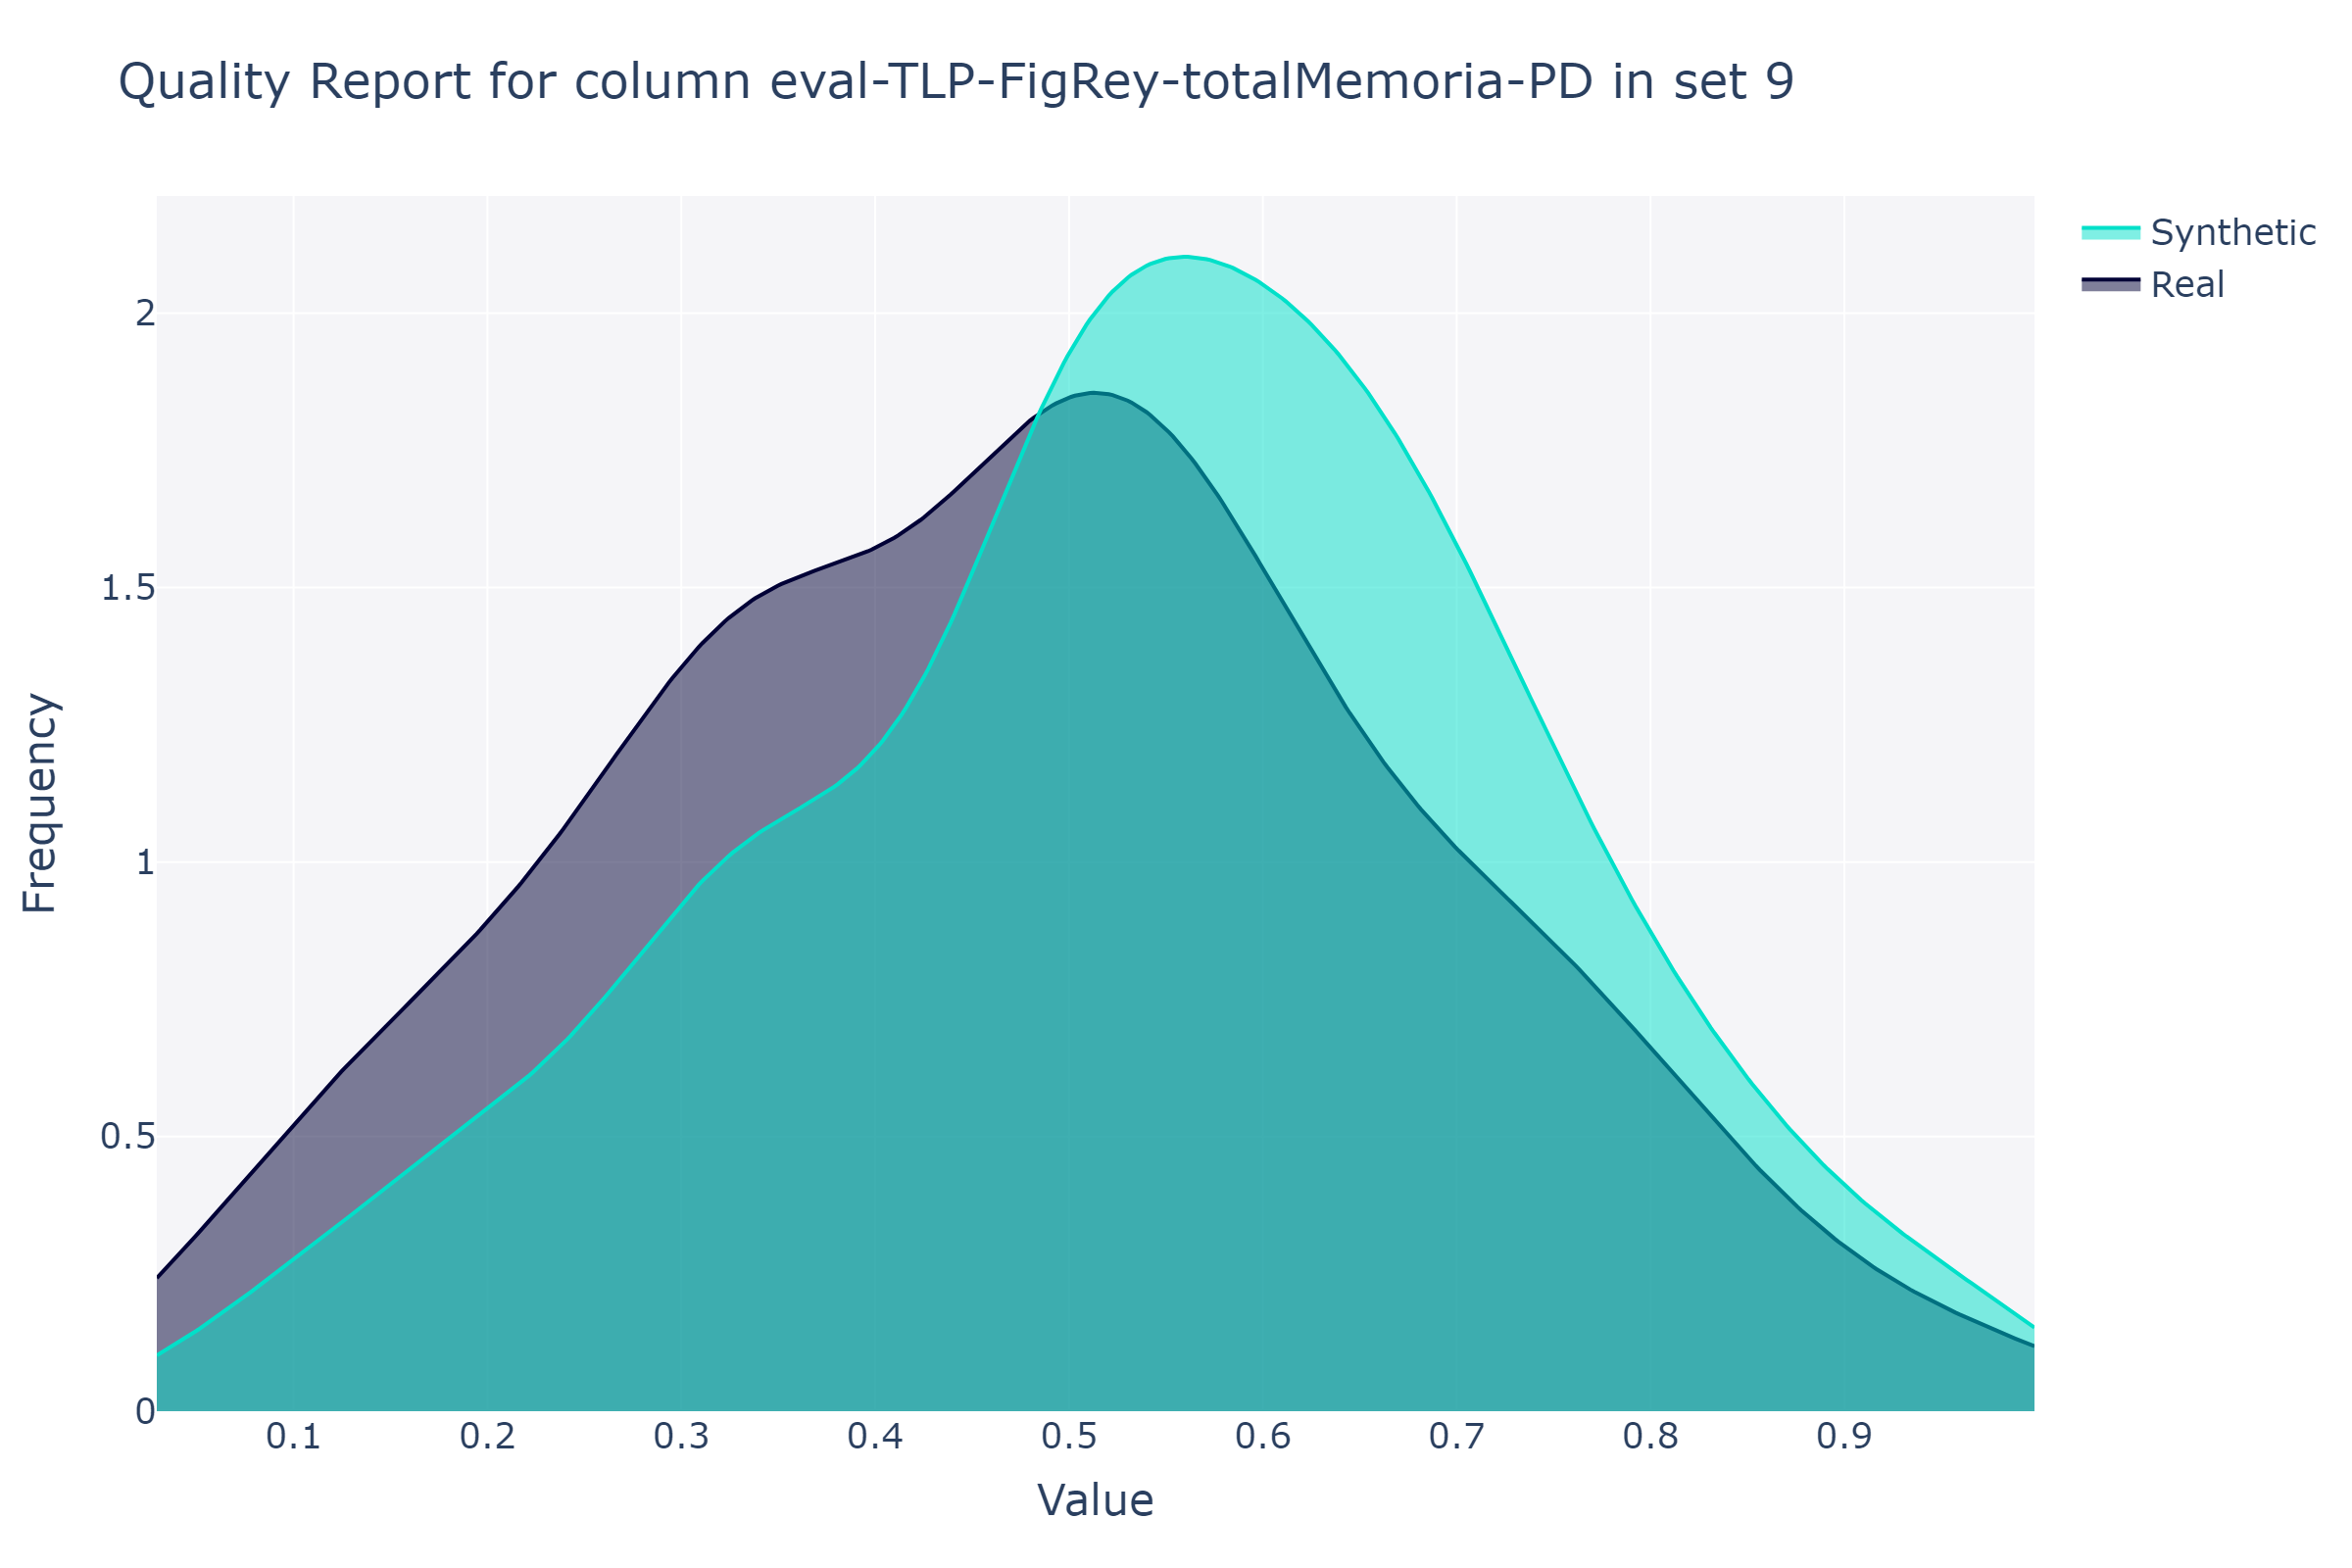 Quality Report for column eval-TLP-FigRey-totalMemoria-PD in set 9
Synthetic
Real
Frequency
2
1.5
1
0.5
0
0.1 0.2 0.3 0.4 0.5 0.6 0.7 0.8 0.9
Value